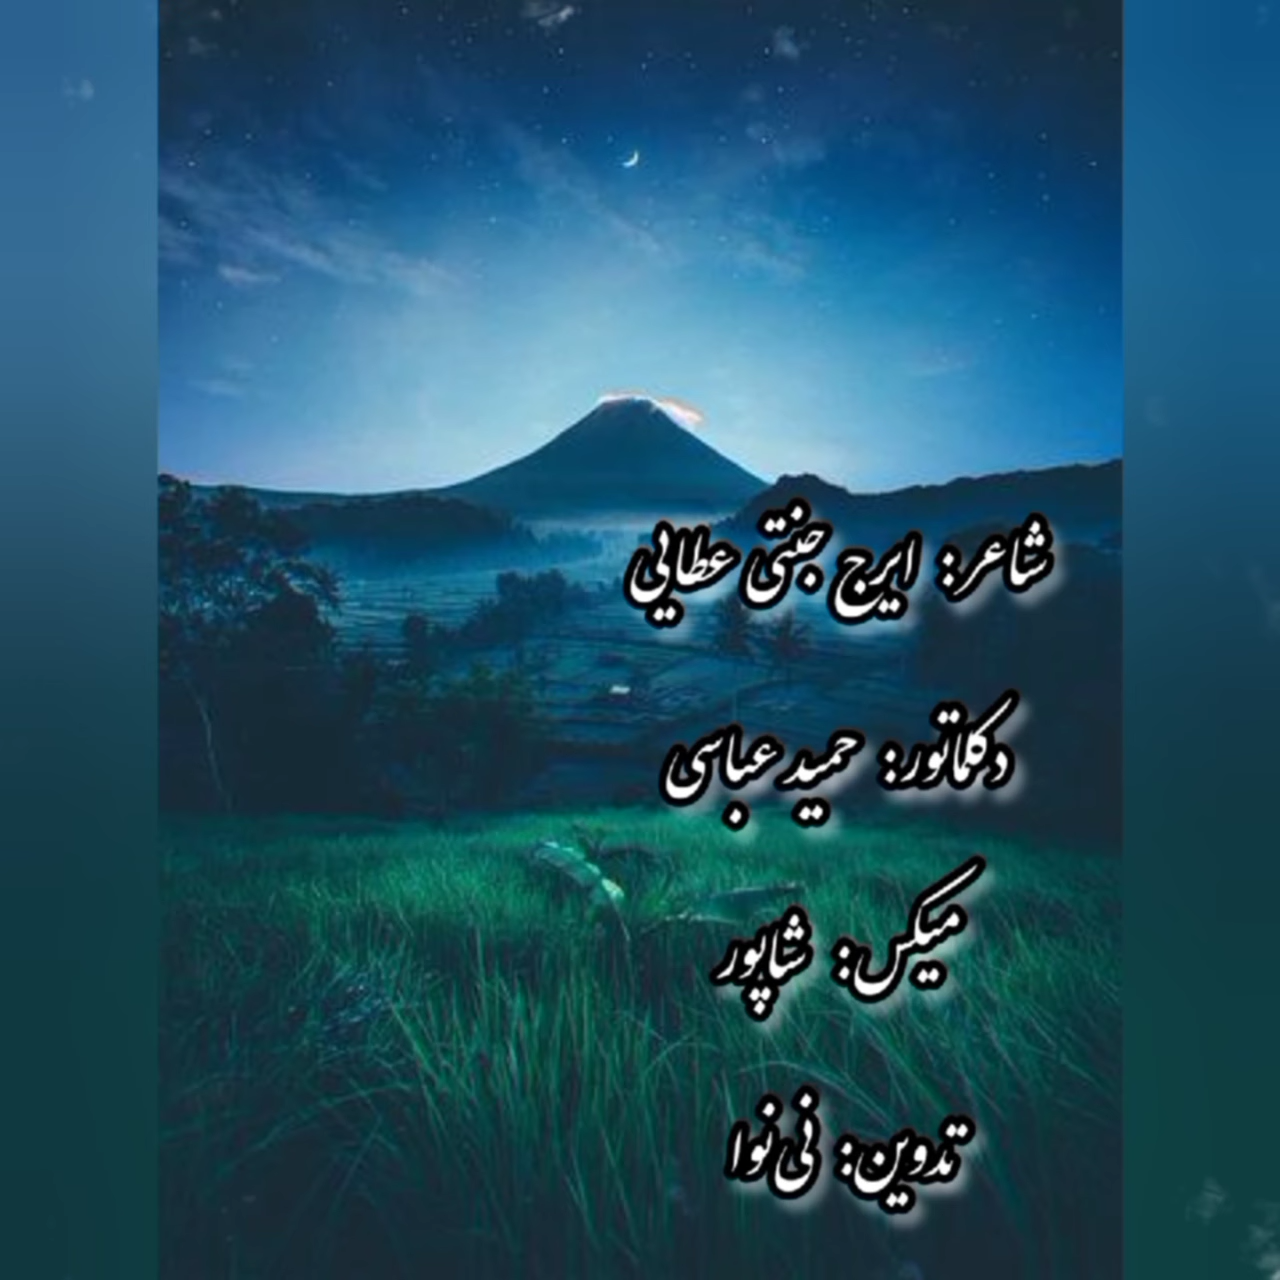 شاعر: ایرج جنتی عطایی
دکلماتور: حمید عباسی
میکس: شاپور
تدوین: نی‌نوا